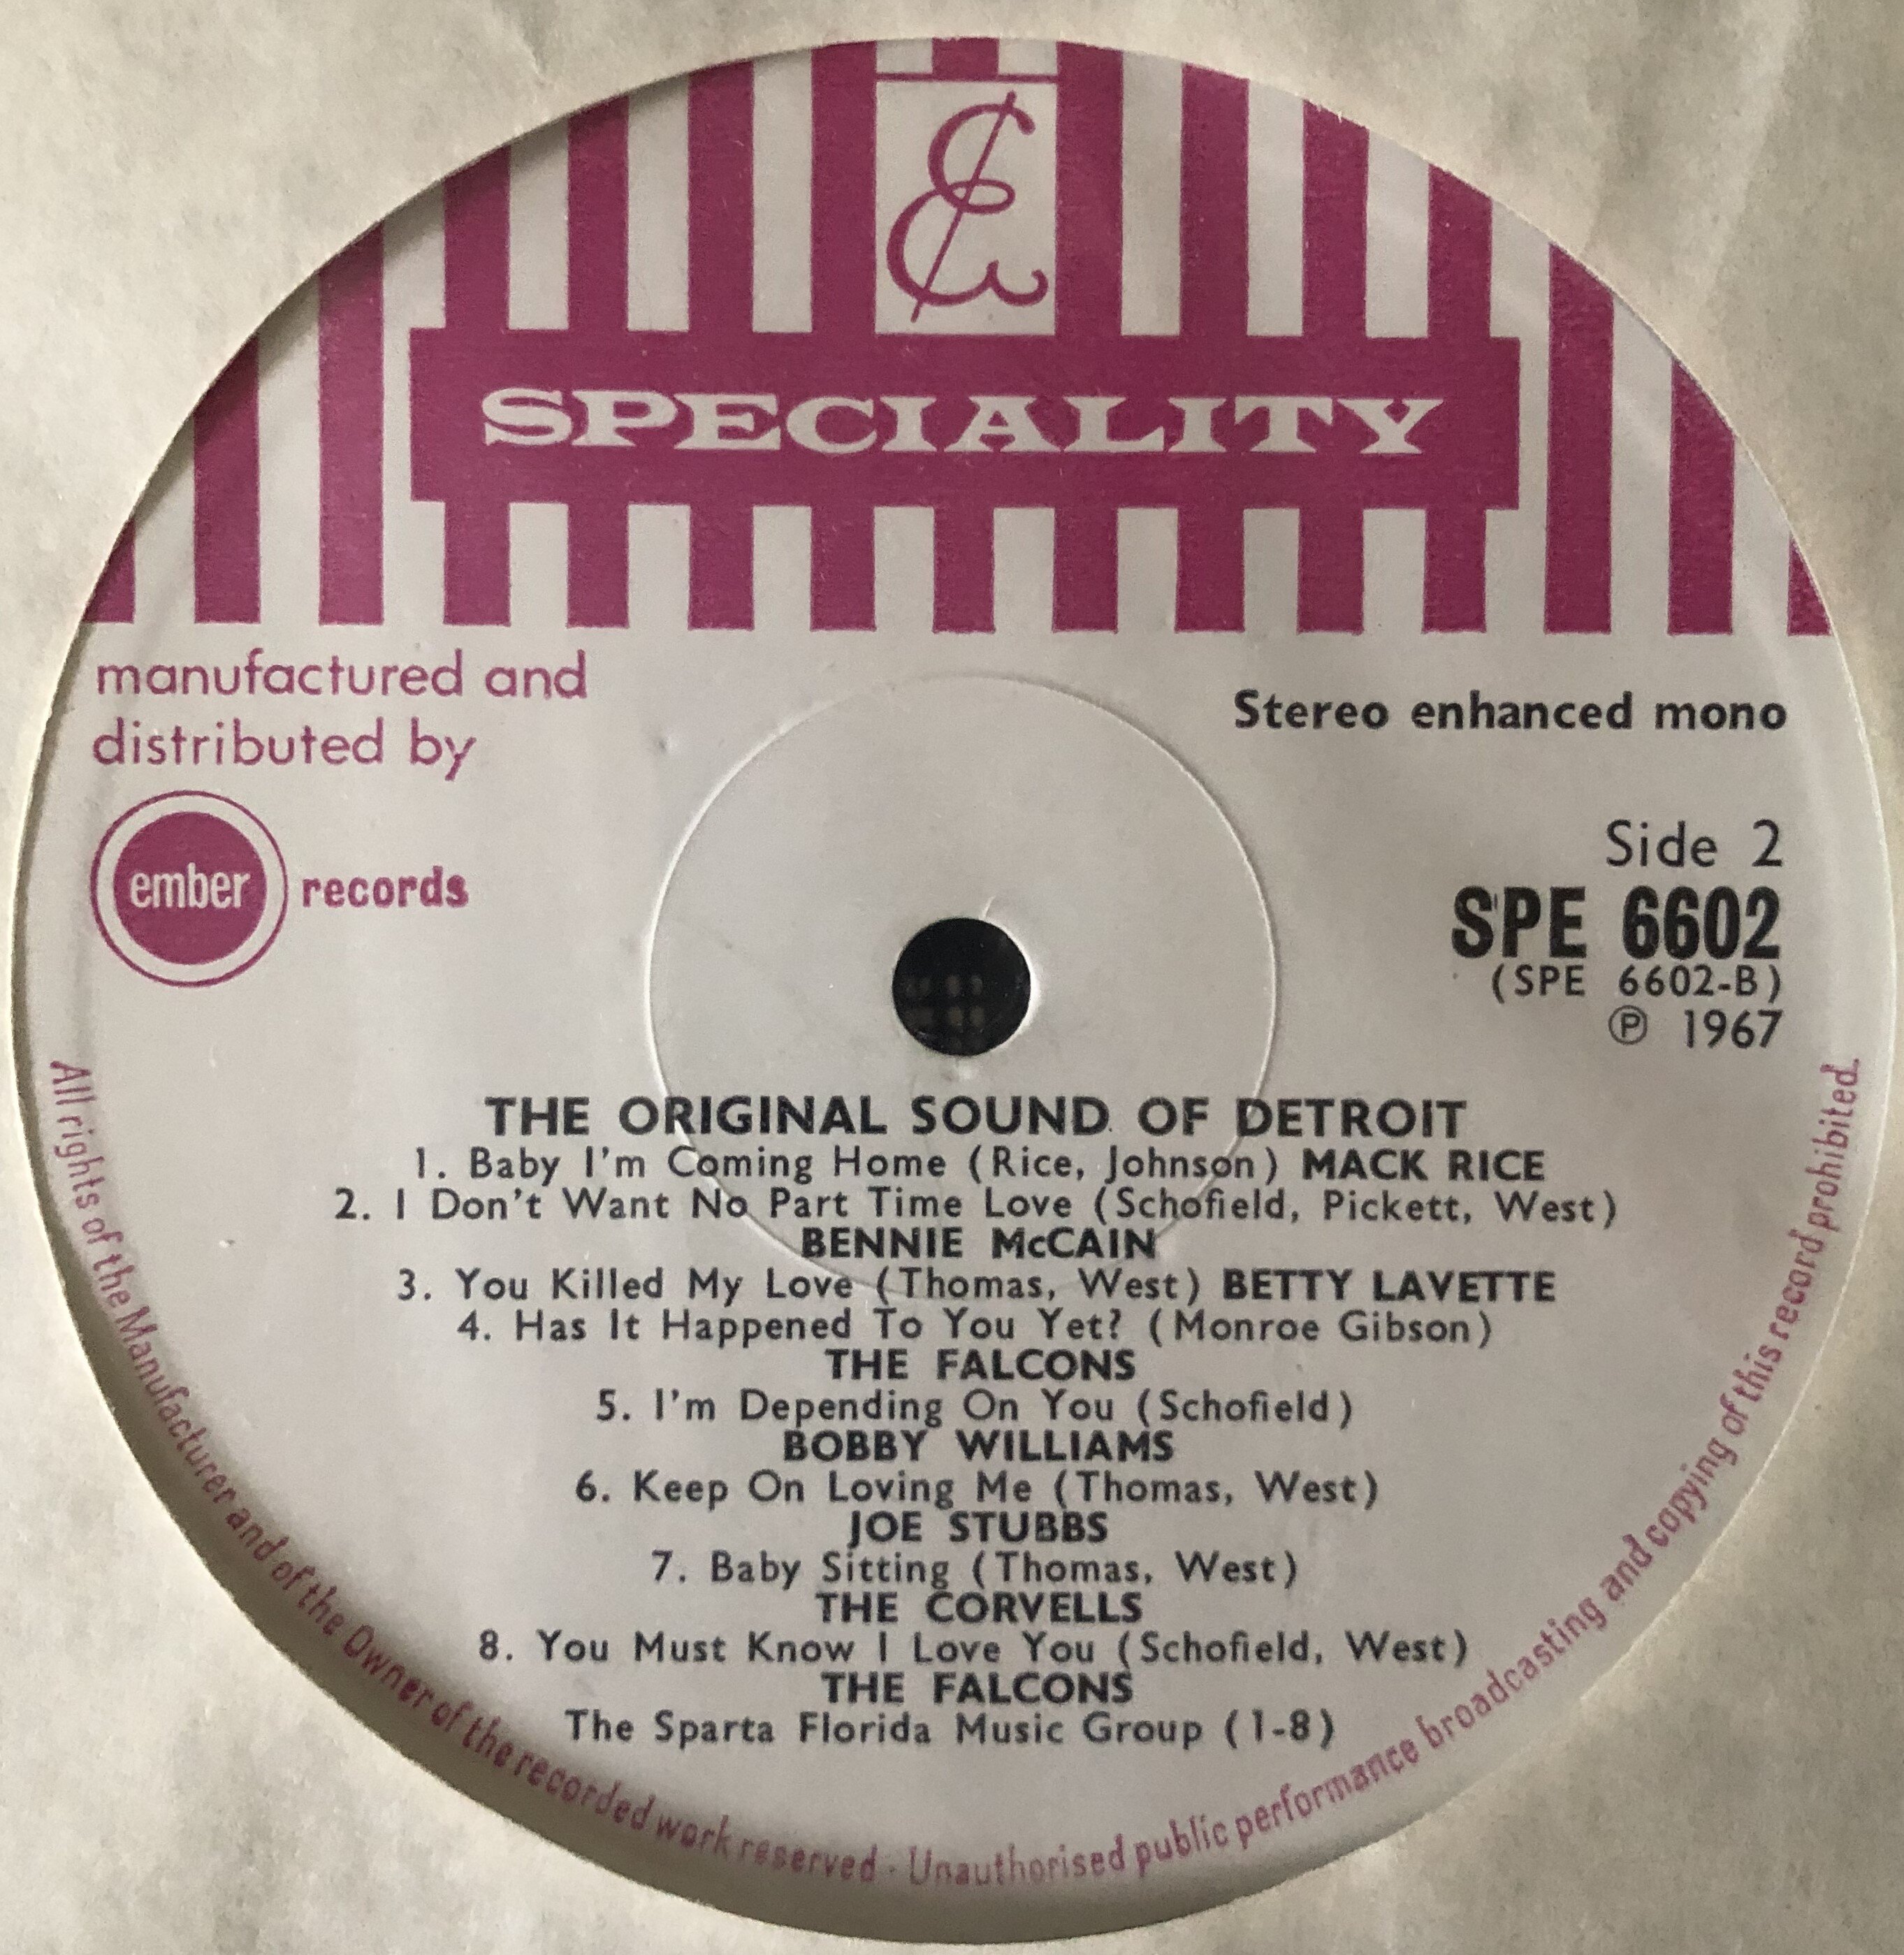 SPECIALITY
manufactured and
distributed by
ember records
Stereo enhanced mono
Side 2
SPE 6602
(SPE 6602-B)
℗ 1967
THE ORIGINAL SOUND OF DETROIT
1. Baby I'm Coming Home (Rice, Johnson) MACK RICE
2. I Don't Want No Part Time Love (Schofield, Pickett, West)
BENNIE McCAIN
3. You Killed My Love (Thomas, West) BETTY LAVETTE
4. Has It Happened To You Yet? (Monroe Gibson)
THE FALCONS
5. I'm Depending On You (Schofield)
BOBBY WILLIAMS
6. Keep On Loving Me (Thomas, West)
JOE STUBBS
7. Baby Sitting (Thomas, West)
THE CORVELLS
8. You Must Know I Love You (Schofield, West)
THE FALCONS
The Sparta Florida Music Group (1-8)
All rights of the Manufacturer and of the Owner of the recorded work reserved · Unauthorised public performance broadcasting and copying of this record prohibited.